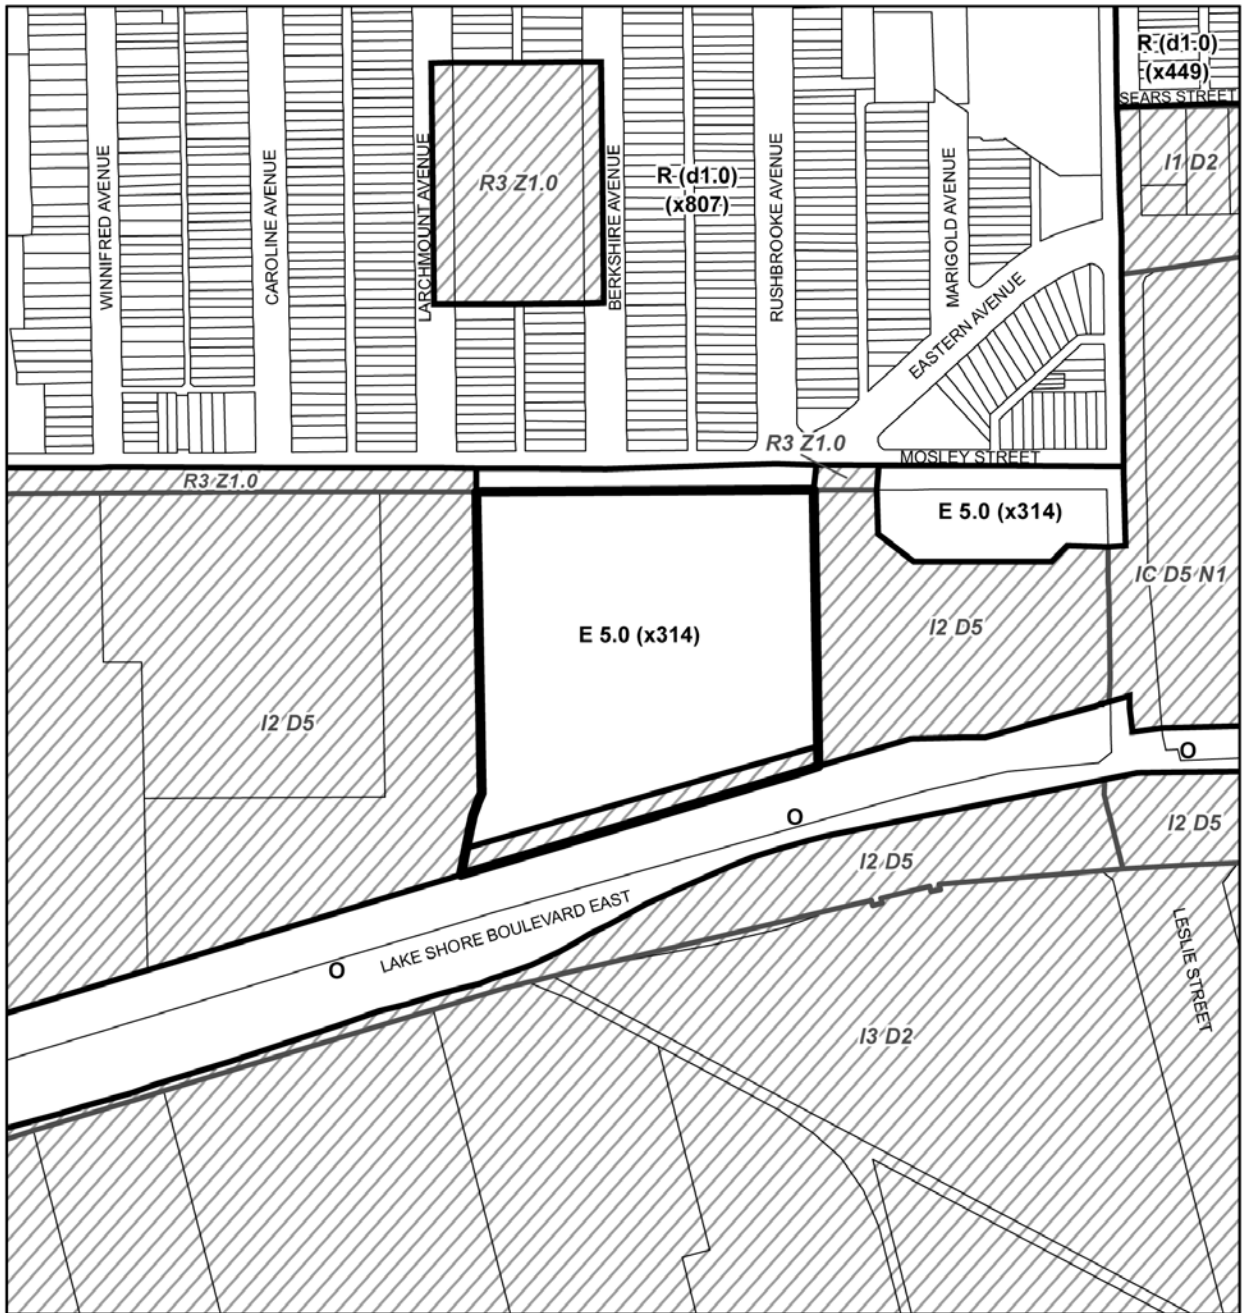 R (d1.0)
(x449)
SEARS STREET
I1 D2
WINNIFRED AVENUE
CAROLINE AVENUE
LARCHMOUNT AVENUE
R3 Z1.0
BERKSHIRE AVENUE
R (d1.0)
(x807)
RUSHBROOKE AVENUE
MARIGOLD AVENUE
EASTERN AVENUE
R3 Z1.0
MOSLEY STREET
R3 Z1.0
E 5.0 (x314)
IC D5 N1
E 5.0 (x314)
I2 D5
I2 D5
O
O
I2 D5
I2 D5
LAKE SHORE BOULEVARD EAST
O
LESLIE STREET
I3 D2